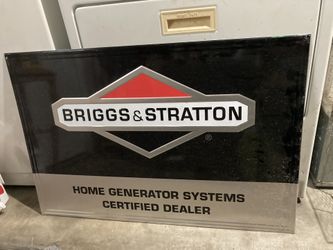 BRIGGS & STRATTON
®
HOME GENERATOR SYSTEMS
CERTIFIED DEALER